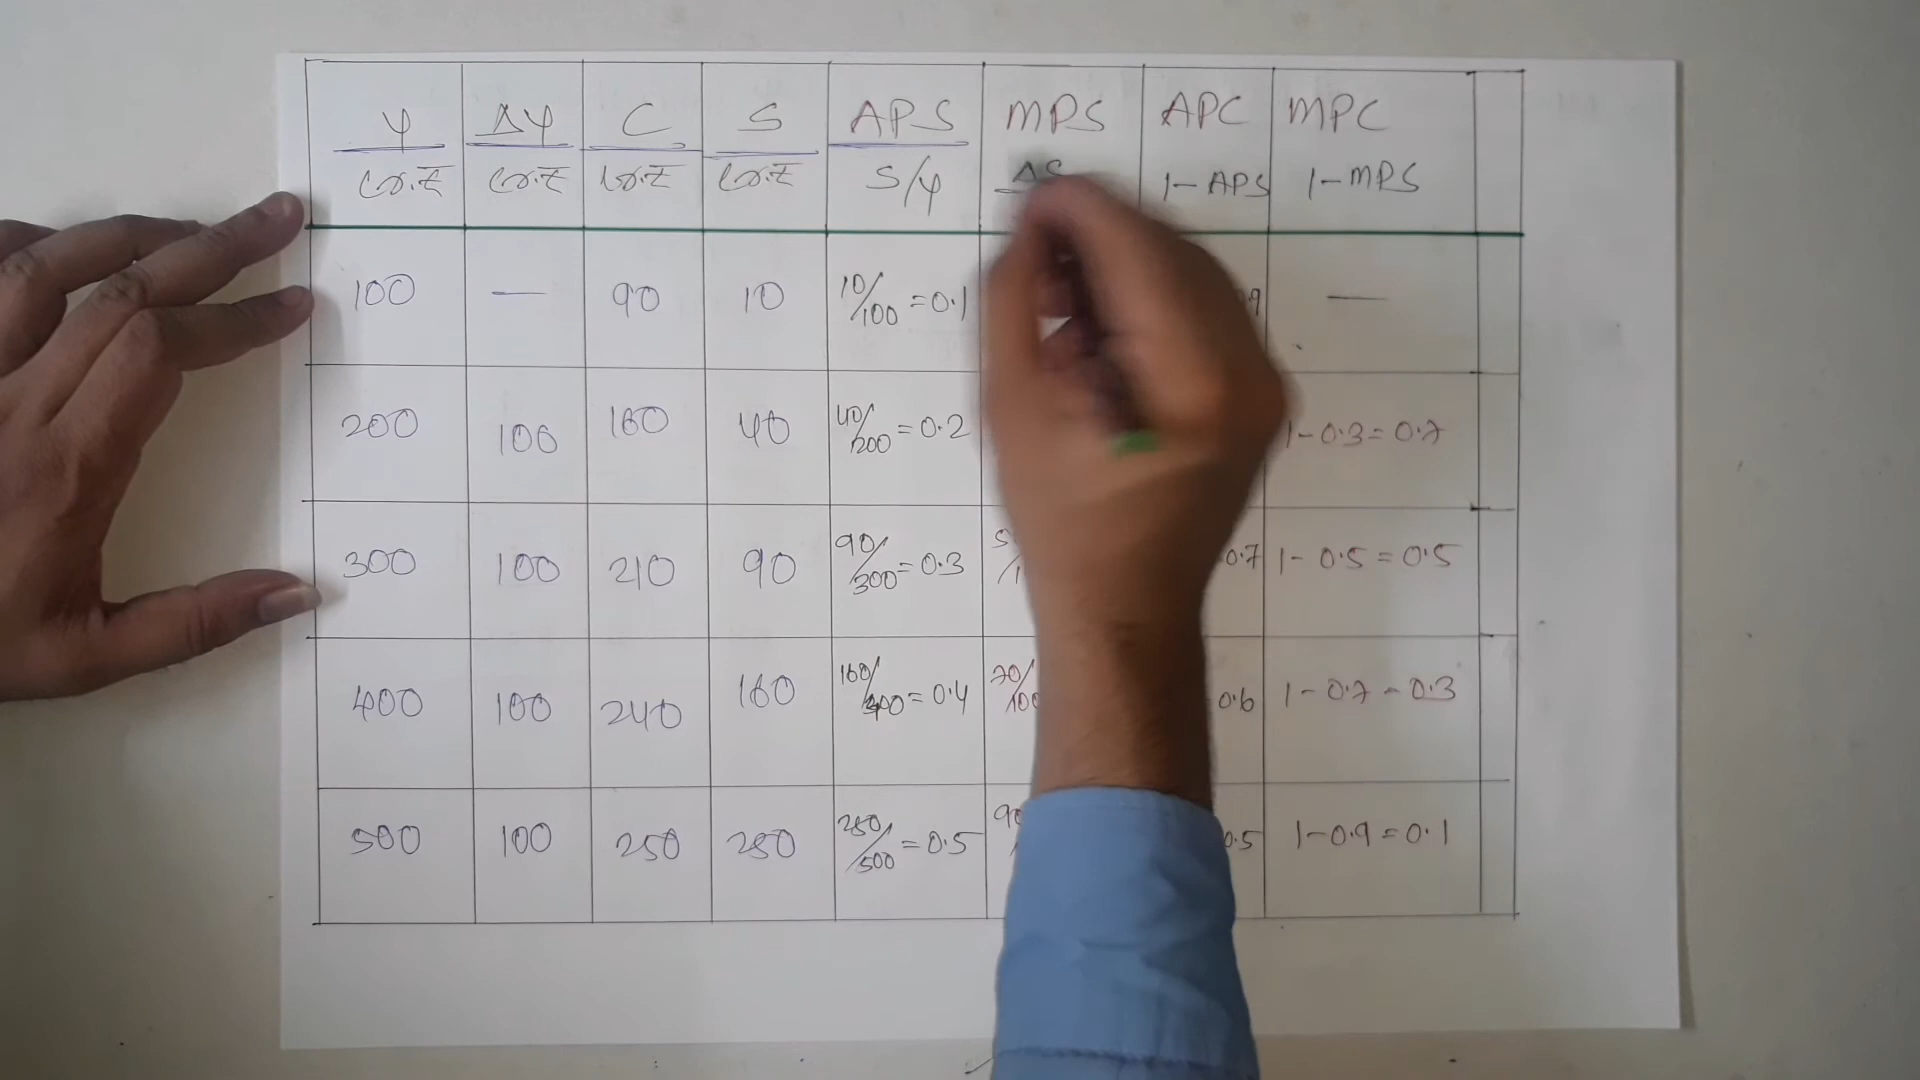 Y ΔY C S APS MPS APC MPC
Cr.₹ Cr.₹ Cr.₹ Cr.₹ S/Y ΔS 1-APS 1-MPS
100 — 90 10 10/100 = 0.1 —
200 100 160 40 40/200 = 0.2 1-0.3=0.7
300 100 210 90 90/300 = 0.3 0.7 1-0.5=0.5
400 100 240 160 160/400 = 0.4 70/100 0.6 1-0.7-0.3
500 100 250 250 250/500 = 0.5 0.5 1-0.9=0.1